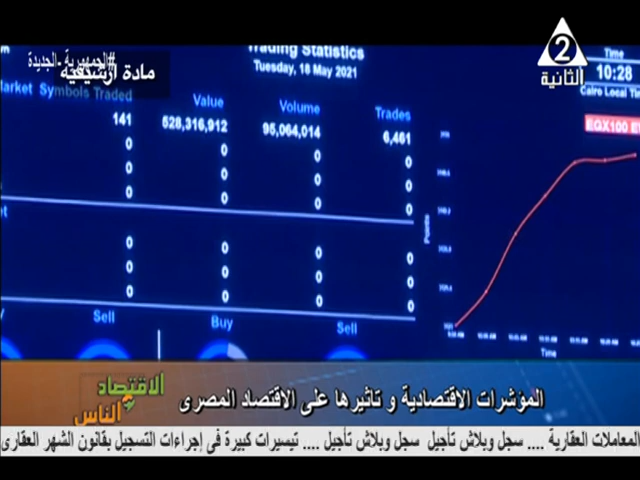 #الجمهورية_الجديدة
مادة ارشيفية
Trading Statistics
Tuesday, 18 May 2021
2
الثانية
Time
10:28
Cairo Local
Market Symbols Traded
Value
Volume
Trades
141
528,316,912
95,064,014
6,461
0 0 0 0
0 0 0 0
0 0 0 0
0 0 0 0
0 0 0 0
0 0 0 0
EGX100
Points
Time
Sell
Buy
Sell
الاقتصاد والناس
المؤشرات الاقتصادية و تاثيرها على الاقتصاد المصرى
المعاملات العقارية .... سجل وبلاش تأجيل سجل وبلاش تأجيل .... تيسيرات كبيرة فى إجراءات التسجيل بقانون الشهر العقارى